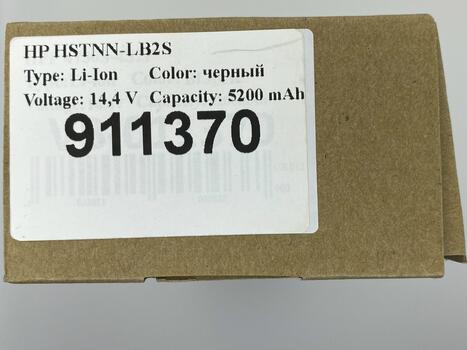 HP HSTNN-LB2S
Type: Li-Ion Color: черный
Voltage: 14,4 V Capacity: 5200 mAh
911370